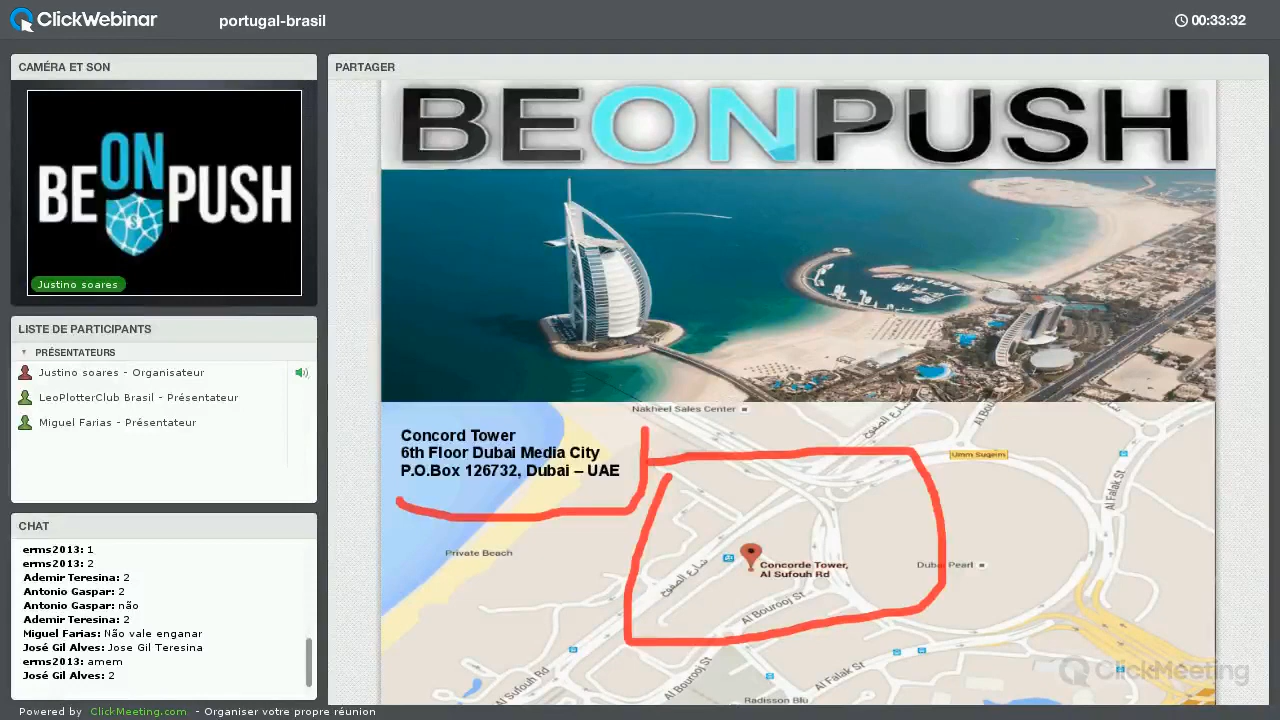 ClickWebinar
portugal-brasil
00:33:32
CAMÉRA ET SON
BEONPUSH
Justino soares
LISTE DE PARTICIPANTS
PRÉSENTATEURS
Justino soares - Organisateur
LeoPlotterClub Brasil - Présentateur
Miguel Farias - Présentateur
CHAT
erms2013: 1
erms2013: 2
Ademir Teresina: 2
Antonio Gaspar: 2
Antonio Gaspar: não
Ademir Teresina: 2
Miguel Farias: Não vale enganar
José Gil Alves: Jose Gil Teresina
erms2013: amem
José Gil Alves: 2
PARTAGER
BEONPUSH
Concord Tower
6th Floor Dubai Media City
P.O.Box 126732, Dubai – UAE
Nakheel Sales Center
Umm Suqeim
Al Falak St
Private Beach
Concorde Tower,
Al Sufouh Rd
Dubai Pearl
Al Bourooj St
Al Sufouh Rd
Al Bourooj St
Al Falak St
Radisson Blu
ClickMeeting
Powered by ClickMeeting.com - Organiser votre propre réunion